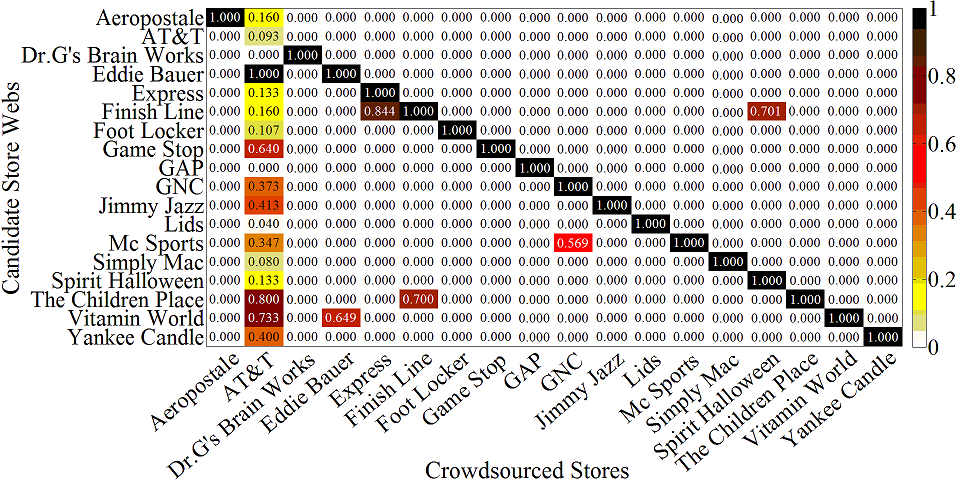 Candidate Store Webs
Aeropostale 1.000 0.160 0.000 0.000 0.000 0.000 0.000 0.000 0.000 0.000 0.000 0.000 0.000 0.000 0.000 0.000 0.000 0.000
AT&T 0.000 0.093 0.000 0.000 0.000 0.000 0.000 0.000 0.000 0.000 0.000 0.000 0.000 0.000 0.000 0.000 0.000 0.000
Dr.G's Brain Works 0.000 0.040 1.000 0.000 0.000 0.000 0.000 0.000 0.000 0.000 0.000 0.000 0.000 0.000 0.000 0.000 0.000 0.000
Eddie Bauer 0.000 1.000 0.000 1.000 0.000 0.000 0.000 0.000 0.000 0.000 0.000 0.000 0.000 0.000 0.000 0.000 0.000 0.000
Express 0.000 0.133 0.000 0.000 1.000 0.000 0.000 0.000 0.000 0.000 0.000 0.000 0.000 0.000 0.000 0.000 0.000 0.000
Finish Line 0.000 0.160 0.000 0.000 0.844 1.000 0.000 0.000 0.000 0.000 0.000 0.000 0.000 0.000 0.701 0.000 0.000 0.000
Foot Locker 0.000 0.107 0.000 0.000 0.000 0.000 1.000 0.000 0.000 0.000 0.000 0.000 0.000 0.000 0.000 0.000 0.000 0.000
Game Stop 0.000 0.640 0.000 0.000 0.000 0.000 0.000 1.000 0.000 0.000 0.000 0.000 0.000 0.000 0.000 0.000 0.000 0.000
GAP 0.000 0.000 0.000 0.000 0.000 0.000 0.000 0.000 1.000 0.000 0.000 0.000 0.000 0.000 0.000 0.000 0.000 0.000
GNC 0.000 0.373 0.000 0.000 0.000 0.000 0.000 0.000 0.000 1.000 0.000 0.000 0.000 0.000 0.000 0.000 0.000 0.000
Jimmy Jazz 0.000 0.413 0.000 0.000 0.000 0.000 0.000 0.000 0.000 0.000 1.000 0.000 0.000 0.000 0.000 0.000 0.000 0.000
Lids 0.000 0.040 0.000 0.000 0.000 0.000 0.000 0.000 0.000 0.000 0.000 1.000 0.000 0.000 0.000 0.000 0.000 0.000
Mc Sports 0.000 0.347 0.000 0.000 0.000 0.000 0.000 0.000 0.000 0.569 0.000 0.000 1.000 0.000 0.000 0.000 0.000 0.000
Simply Mac 0.000 0.080 0.000 0.000 0.000 0.000 0.000 0.000 0.000 0.000 0.000 0.000 0.000 1.000 0.000 0.000 0.000 0.000
Spirit Halloween 0.000 0.133 0.000 0.000 0.000 0.000 0.000 0.000 0.000 0.000 0.000 0.000 0.000 0.000 1.000 0.000 0.000 0.000
The Children Place 0.000 0.800 0.000 0.000 0.000 0.700 0.000 0.000 0.000 0.000 0.000 0.000 0.000 0.000 0.000 1.000 0.000 0.000
Vitamin World 0.000 0.733 0.000 0.649 0.000 0.000 0.000 0.000 0.000 0.000 0.000 0.000 0.000 0.000 0.000 0.000 1.000 0.000
Yankee Candle 0.000 0.400 0.000 0.000 0.000 0.000 0.000 0.000 0.000 0.000 0.000 0.000 0.000 0.000 0.000 0.000 0.000 1.000
1
0.8
0.6
0.4
0.2
0
Aeropostale
AT&T
Dr.G's Brain Works
Eddie Bauer
Express
Finish Line
Foot Locker
Game Stop
GAP
GNC
Jimmy Jazz
Lids
Mc Sports
Simply Mac
Spirit Halloween
The Children Place
Vitamin World
Yankee Candle
Crowdsourced Stores